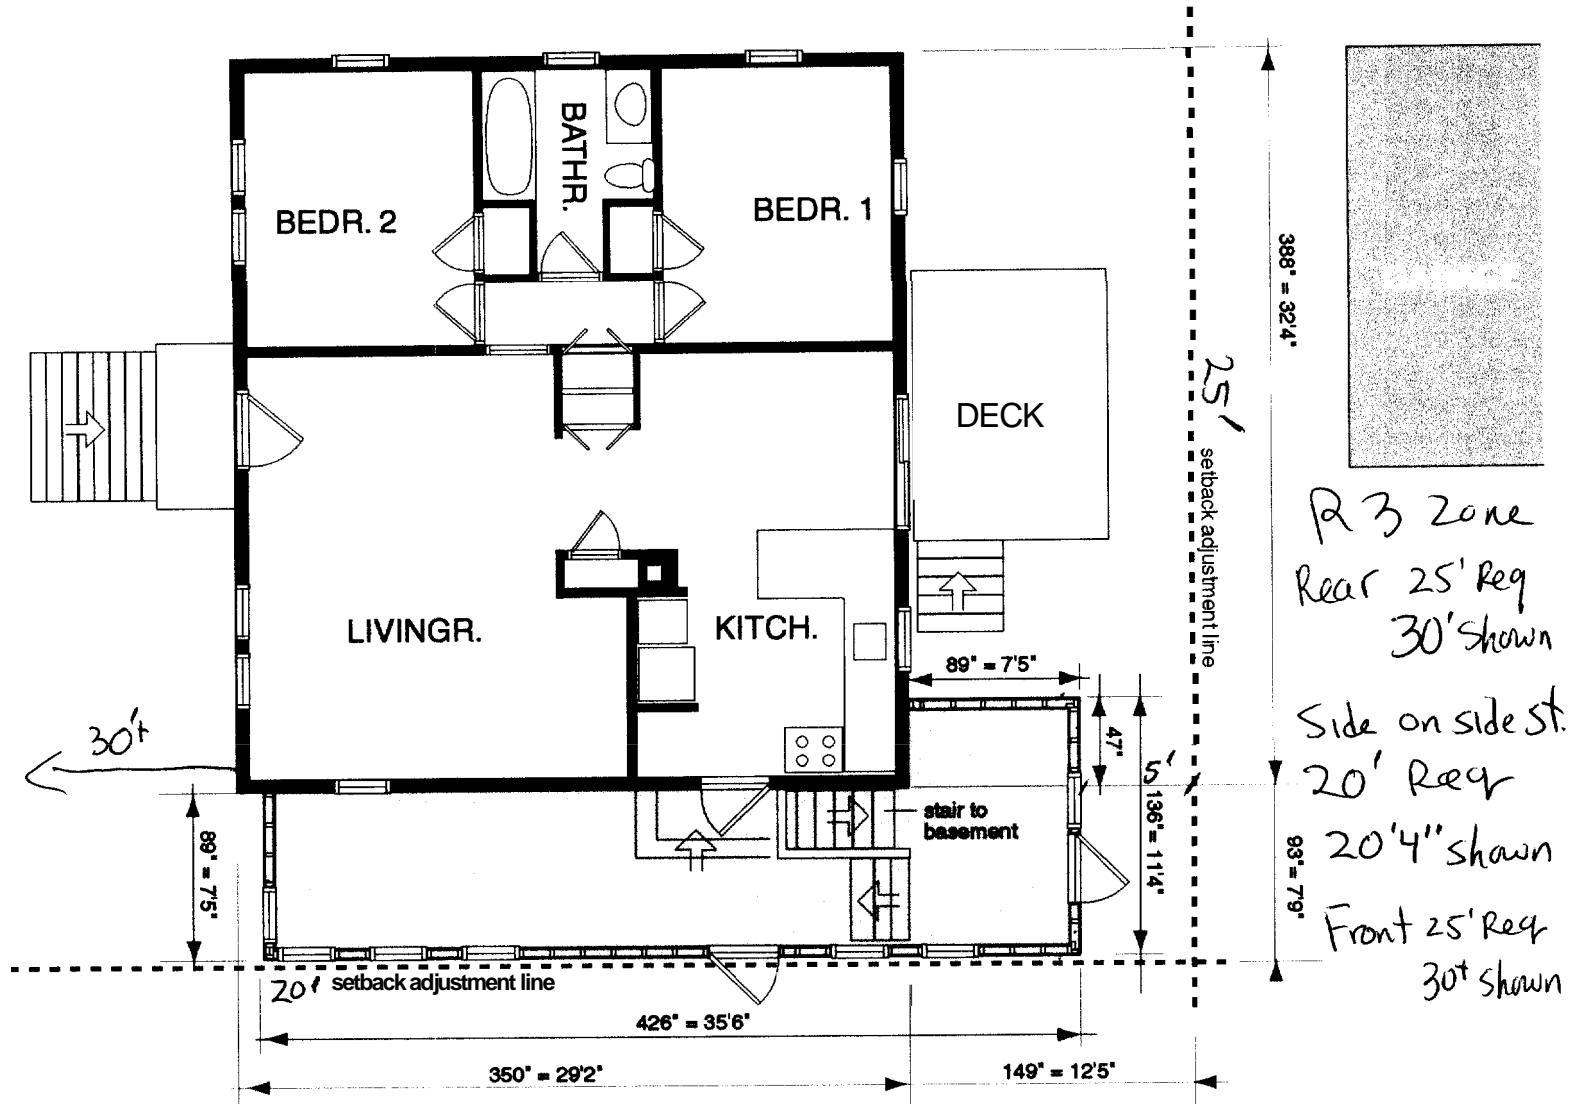 BATHR.
BEDR. 2
BEDR. 1
388" = 32'4"
25'
setback adjustment line
DECK
R3 Zone
Rear 25' Req
30' Shown
LIVINGR.
KITCH.
89" = 7'5"
Side on side st.
20' Req
20'4" shown
Front 25' Req
30+ Shown
30'+
47"
5'
136" = 11'4"
stair to
basement
89" = 7'5"
93" = 7'9"
20' setback adjustment line
426" = 35'6"
350" = 29'2"
149" = 12'5"